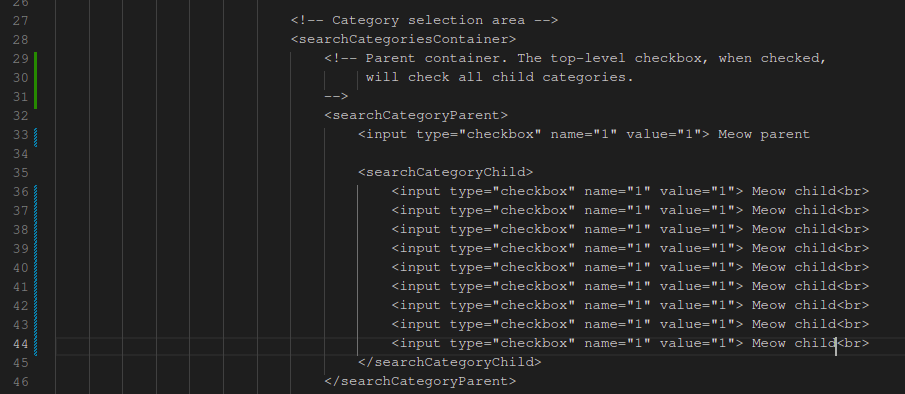 26
27 <!-- Category selection area -->
28 <searchCategoriesContainer>
29 <!-- Parent container. The top-level checkbox, when checked,
30 will check all child categories.
31 -->
32 <searchCategoryParent>
33 <input type="checkbox" name="1" value="1"> Meow parent
34
35 <searchCategoryChild>
36 <input type="checkbox" name="1" value="1"> Meow child<br>
37 <input type="checkbox" name="1" value="1"> Meow child<br>
38 <input type="checkbox" name="1" value="1"> Meow child<br>
39 <input type="checkbox" name="1" value="1"> Meow child<br>
40 <input type="checkbox" name="1" value="1"> Meow child<br>
41 <input type="checkbox" name="1" value="1"> Meow child<br>
42 <input type="checkbox" name="1" value="1"> Meow child<br>
43 <input type="checkbox" name="1" value="1"> Meow child<br>
44 <input type="checkbox" name="1" value="1"> Meow child<br>
45 </searchCategoryChild>
46 </searchCategoryParent>